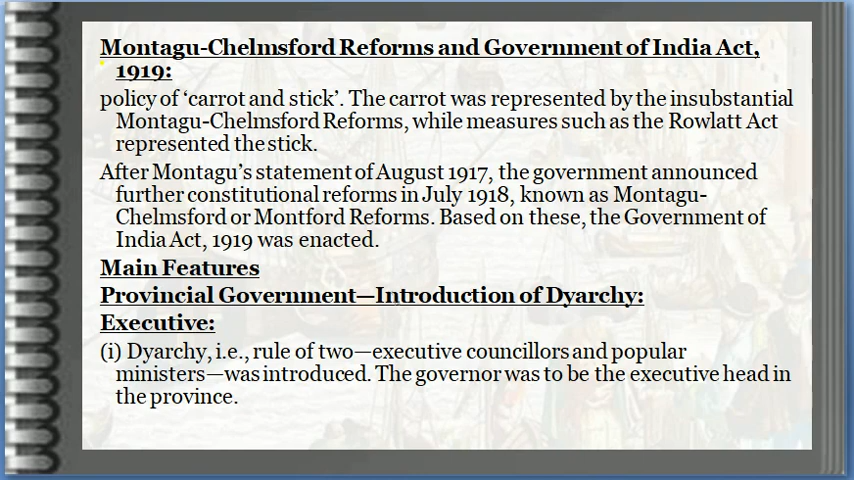 Montagu-Chelmsford Reforms and Government of India Act,
1919:
policy of ‘carrot and stick’. The carrot was represented by the insubstantial
Montagu-Chelmsford Reforms, while measures such as the Rowlatt Act
represented the stick.
After Montagu’s statement of August 1917, the government announced
further constitutional reforms in July 1918, known as Montagu-
Chelmsford or Montford Reforms. Based on these, the Government of
India Act, 1919 was enacted.
Main Features
Provincial Government—Introduction of Dyarchy:
Executive:
(i) Dyarchy, i.e., rule of two—executive councillors and popular
ministers—was introduced. The governor was to be the executive head in
the province.